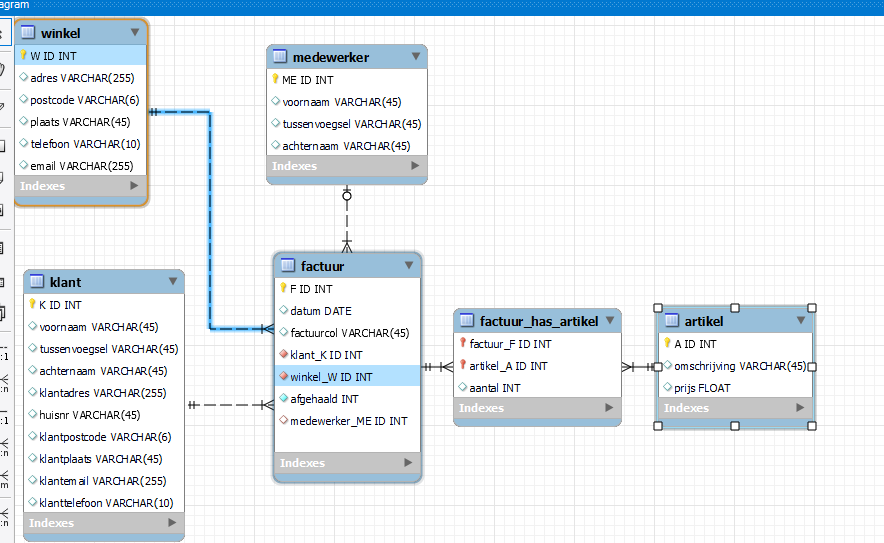 agram
winkel
W ID INT
adres VARCHAR(255)
postcode VARCHAR(6)
plaats VARCHAR(45)
telefoon VARCHAR(10)
email VARCHAR(255)
Indexes
medewerker
ME ID INT
voornaam VARCHAR(45)
tussenvoegsel VARCHAR(45)
achternaam VARCHAR(45)
Indexes
klant
K ID INT
voornaam VARCHAR(45)
tussenvoegsel VARCHAR(45)
achternaam VARCHAR(45)
klantadres VARCHAR(255)
huisnr VARCHAR(45)
klantpostcode VARCHAR(6)
klantplaats VARCHAR(45)
klantemail VARCHAR(255)
klanttelefoon VARCHAR(10)
Indexes
factuur
F ID INT
datum DATE
factuurcol VARCHAR(45)
klant_K ID INT
winkel_W ID INT
afgehaald INT
medewerker_ME ID INT
Indexes
factuur_has_artikel
factuur_F ID INT
artikel_A ID INT
aantal INT
Indexes
artikel
A ID INT
omschrijving VARCHAR(45)
prijs FLOAT
Indexes
:1
:n
:1
:n
:m
:n